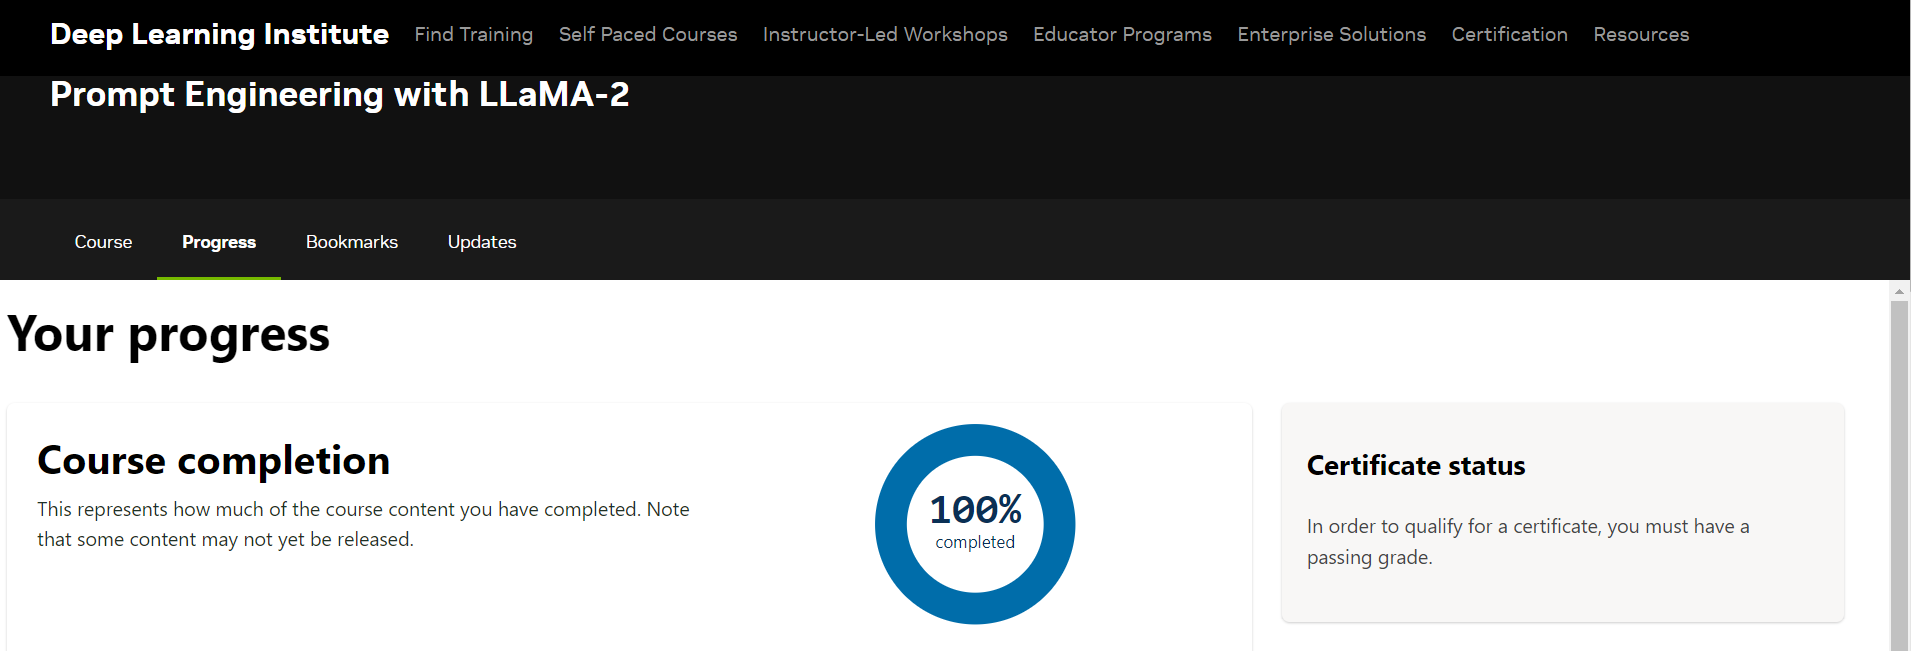 Deep Learning Institute Find Training Self Paced Courses Instructor-Led Workshops Educator Programs Enterprise Solutions Certification Resources
Prompt Engineering with LLaMA-2
Course Progress Bookmarks Updates
Your progress
Course completion
This represents how much of the course content you have completed. Note
that some content may not yet be released.
100%
completed
Certificate status
In order to qualify for a certificate, you must have a
passing grade.